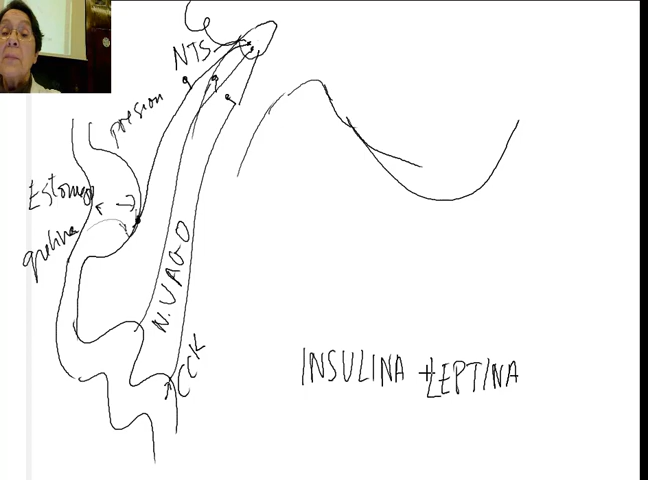 NTS
presion
Estomago
grelina
N. VAGO
CCK
INSULINA + LEPTINA